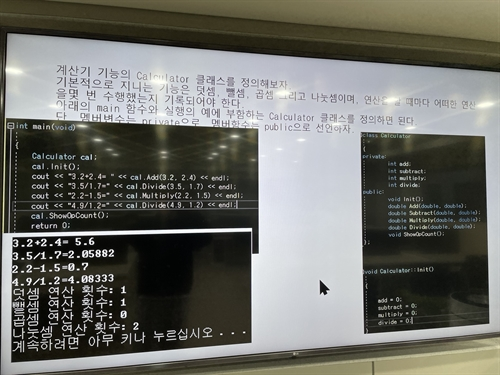 계산기 기능의 Calculator 클래스를 정의해보자.
기본적으로 지니는 기능은 덧셈, 뺄셈, 곱셈 그리고 나눗셈이며, 연산을 할 때마다 어떠한 연산
을 몇 번 수행했는지 기록되어야 한다.
아래의 main 함수와 실행의 예에 부합하는 Calculator 클래스를 정의하면 된다
단, 멤버변수는 private으로, 멤버함수는 public으로 선언하자.
int main(void)
{
Calculator cal;
cal.Init();
cout << "3.2+2.4=" << cal.Add(3.2, 2.4) << endl;
cout << "3.5/1.7=" << cal.Divide(3.5, 1.7) << endl;
cout << "2.2-1.5=" << cal.Multiply(2.2, 1.5) << endl;
cout << "4.9/1.2=" << cal.Divide(4.9, 1.2) << endl;
cal.ShowOpCount();
return 0;
3.2+2.4= 5.6
3.5/1.7=2.05882
2.2-1.5=0.7
4.9/1.2=4.08333
덧셈 연산 횟수: 1
뺄셈 연산 횟수: 1
곱셈 연산 횟수: 0
나눗셈 연산 횟수: 2
계속하려면 아무 키나 누르십시오 . . .
class Calculator
{
private:
int add;
int subtract;
int multiply;
int divide;
public:
void Init();
double Add(double, double);
double Subtract(double, double);
double Multiply(double, double);
double Divide(double, double);
void ShowOpCount();
};
void Calculator::Init()
{
add = 0;
subtract = 0;
multiply = 0;
divide = 0;